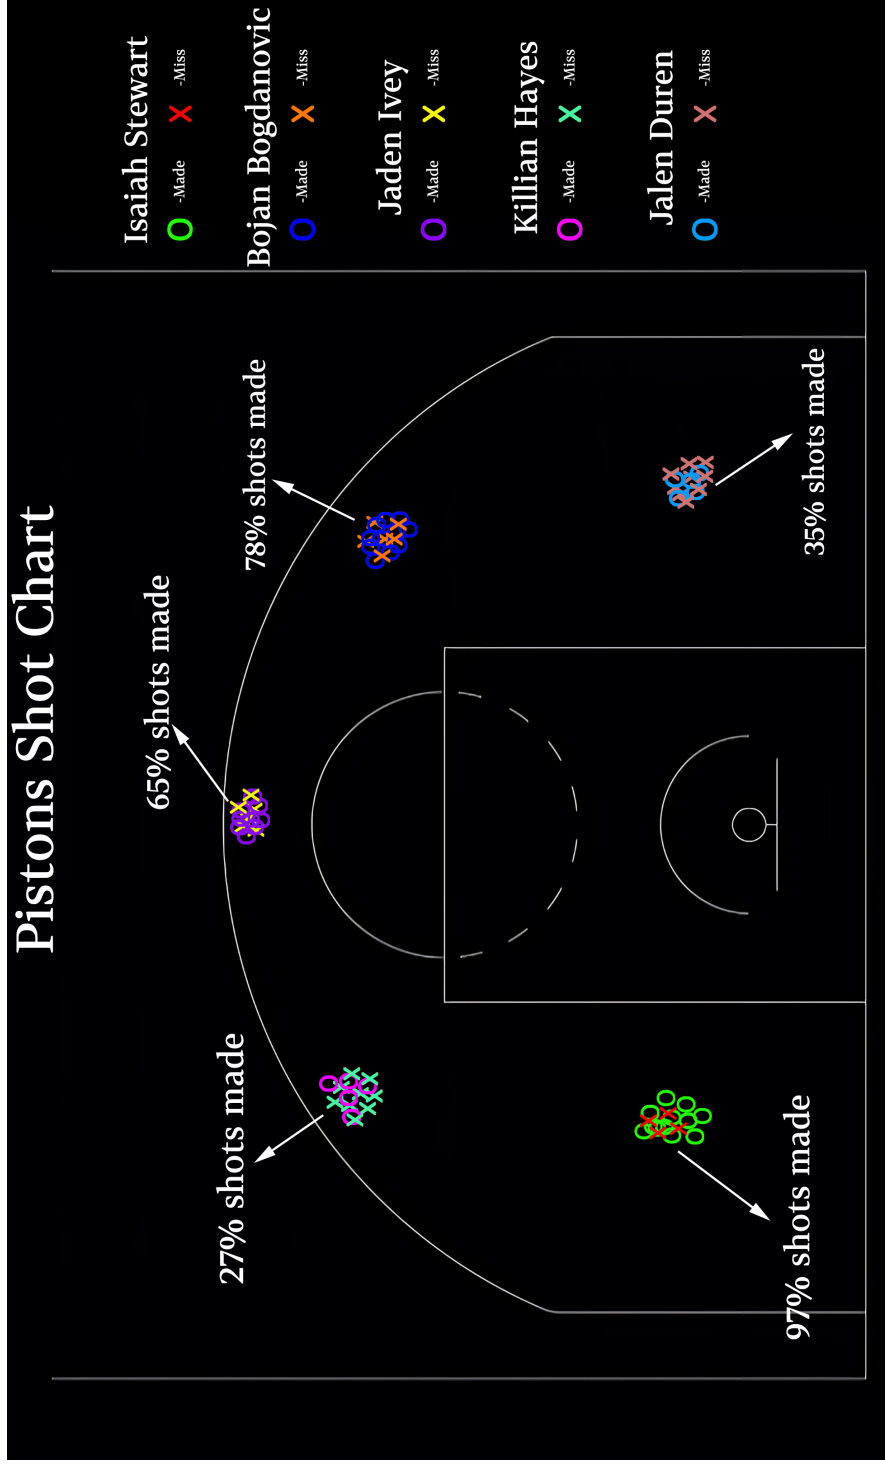 Pistons Shot Chart
27% shots made
65% shots made
78% shots made
97% shots made
35% shots made
Isaiah Stewart
O -Made X -Miss
Bojan Bogdanovic
O -Made X -Miss
Jaden Ivey
O -Made X -Miss
Killian Hayes
O -Made X -Miss
Jalen Duren
O -Made X -Miss